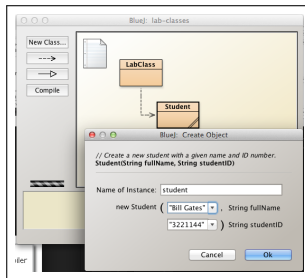 BlueJ: lab-classes
New Class...
Compile
LabClass
Student
BlueJ: Create Object
// Create a new student with a given name and ID number.
Student(String fullName, String studentID)
Name of Instance: student
new Student ( "Bill Gates" , String fullName
"3221144" ) String studentID
Cancel
Ok